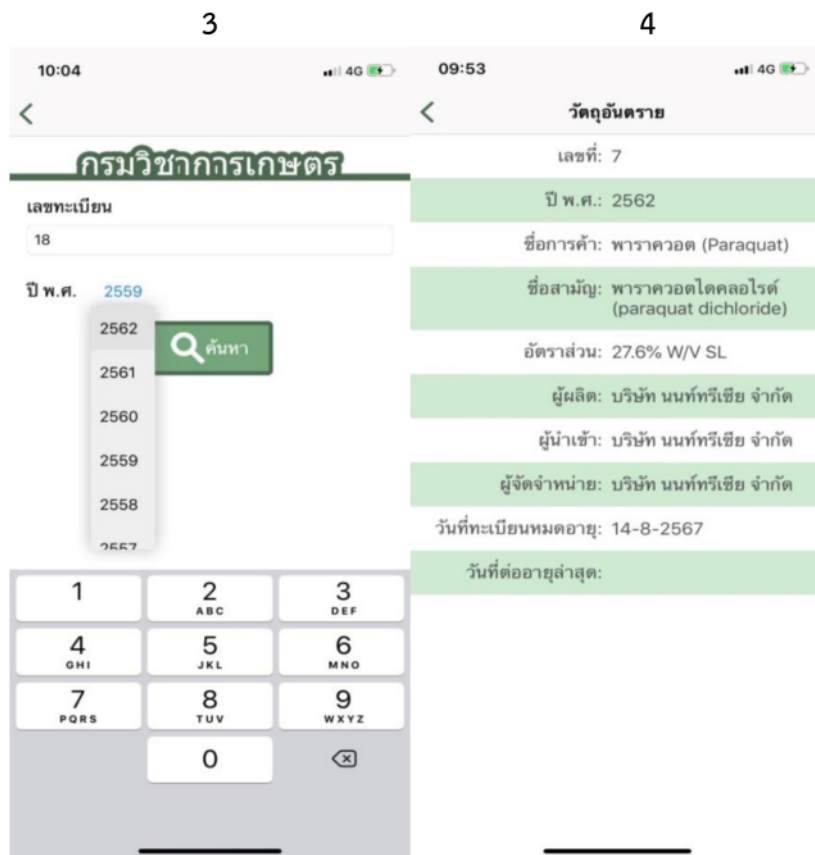 3
10:04
4G
กรมวิชาการเกษตร
เลขทะเบียน
18
ปี พ.ศ. 2559
2562
ค้นหา
2561
2560
2559
2558
2557
1
2 ABC
3 DEF
4 GHI
5 JKL
6 MNO
7 PQRS
8 TUV
9 WXYZ
0
4
09:53
4G
วัตถุอันตราย
เลขที่: 7
ปี พ.ศ.: 2562
ชื่อการค้า: พาราควอต (Paraquat)
ชื่อสามัญ: พาราควอตไดคลอไรด์
(paraquat dichloride)
อัตราส่วน: 27.6% W/V SL
ผู้ผลิต: บริษัท นนท์ทรีเซีย จำกัด
ผู้นำเข้า: บริษัท นนท์ทรีเซีย จำกัด
ผู้จัดจำหน่าย: บริษัท นนท์ทรีเซีย จำกัด
วันที่ทะเบียนหมดอายุ: 14-8-2567
วันที่ต่ออายุล่าสุด: